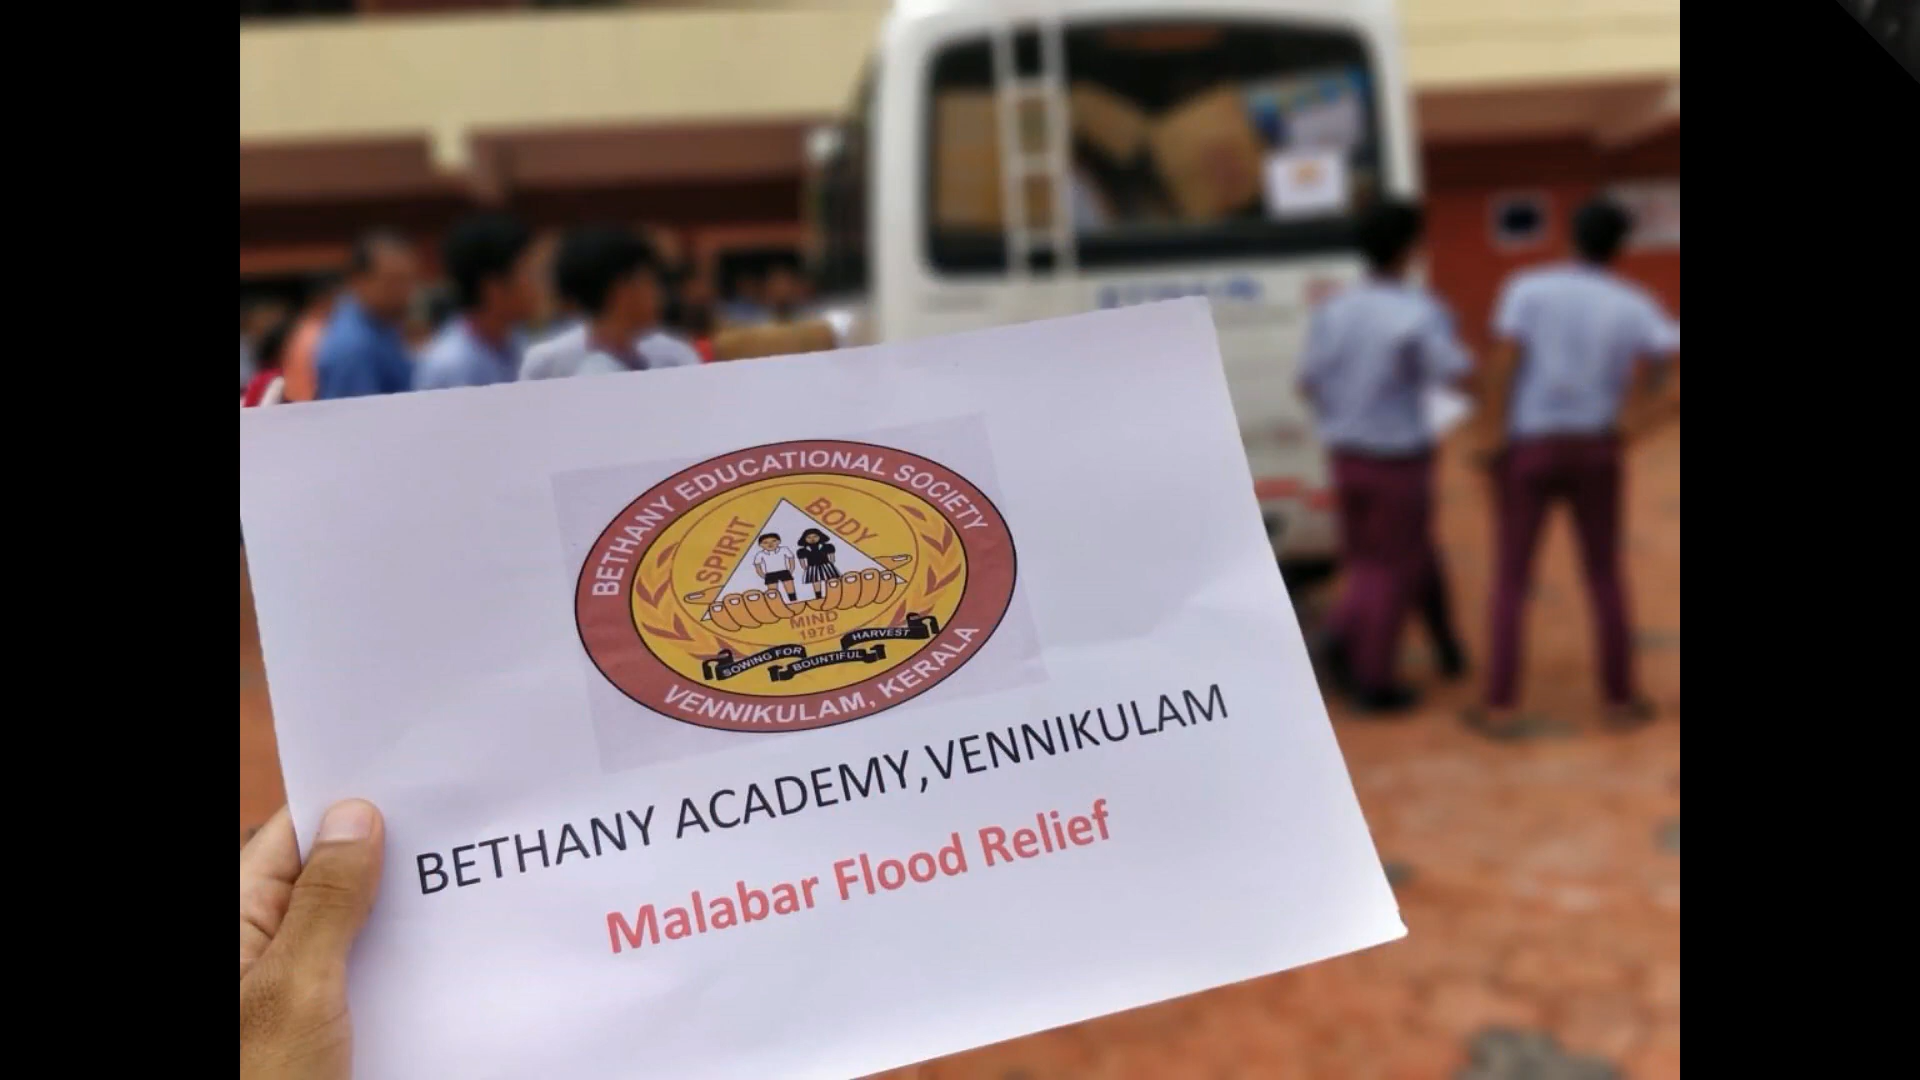 BETHANY EDUCATIONAL SOCIETY
SPIRIT
BODY
MIND
1978
SOWING FOR
BOUNTIFUL
HARVEST
VENNIKULAM, KERALA
BETHANY ACADEMY,VENNIKULAM
Malabar Flood Relief